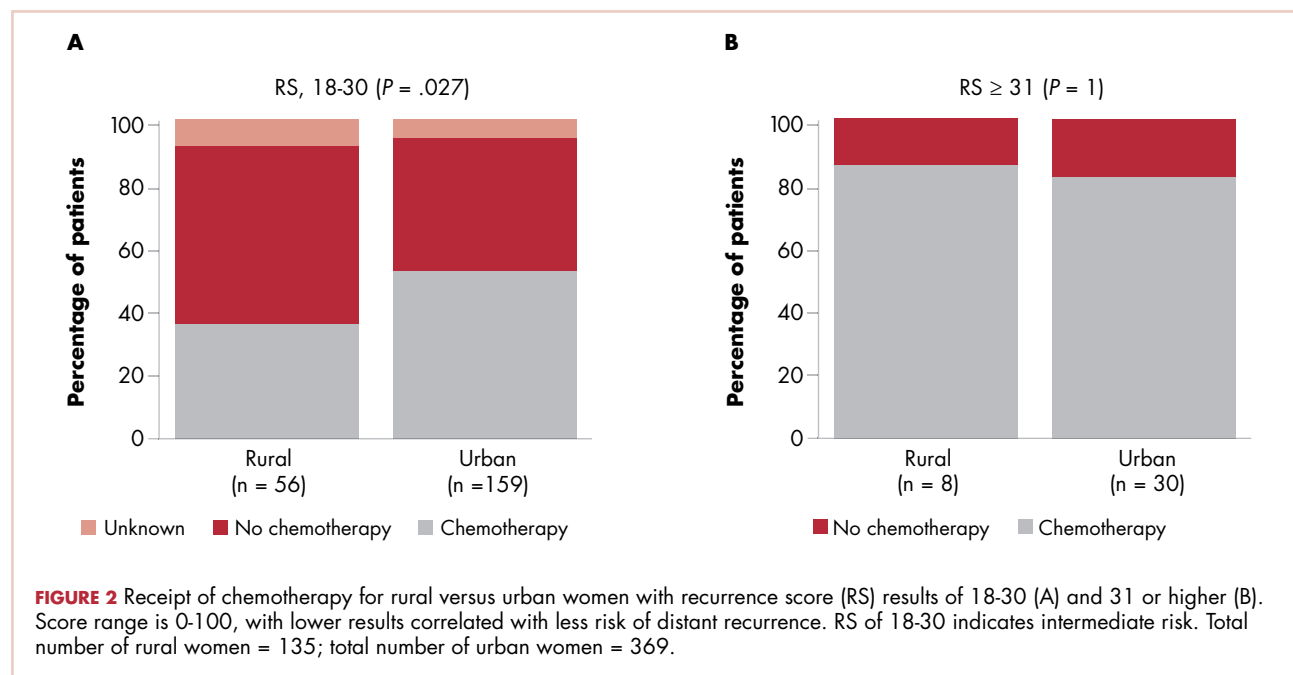 A
RS, 18-30 (P = .027)
Percentage of patients
100
80
60
40
20
0
Rural
(n = 56)
Urban
(n =159)
Unknown
No chemotherapy
Chemotherapy
B
RS ≥ 31 (P = 1)
Percentage of patients
100
80
60
40
20
0
Rural
(n = 8)
Urban
(n = 30)
No chemotherapy
Chemotherapy
FIGURE 2 Receipt of chemotherapy for rural versus urban women with recurrence score (RS) results of 18-30 (A) and 31 or higher (B).
Score range is 0-100, with lower results correlated with less risk of distant recurrence. RS of 18-30 indicates intermediate risk. Total
number of rural women = 135; total number of urban women = 369.